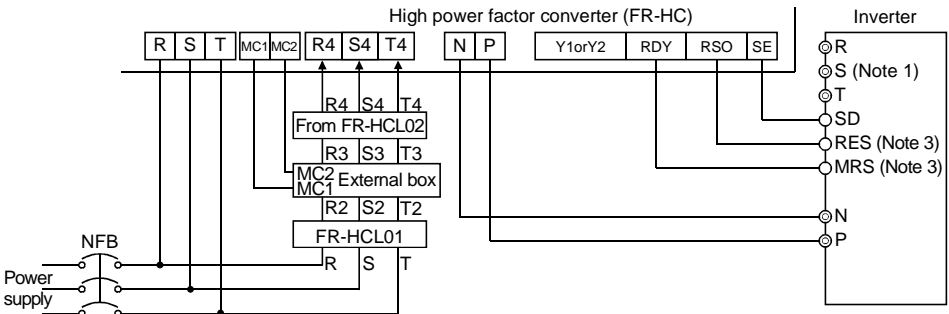 High power factor converter (FR-HC)
Inverter
R S T MC1 MC2 R4 S4 T4 N P Y1orY2 RDY RSO SE
R
S (Note 1)
T
SD
RES (Note 3)
MRS (Note 3)
N
P
R4 S4 T4
From FR-HCL02
R3 S3 T3
MC2
MC1
External box
R2 S2 T2
FR-HCL01
R S T
NFB
Power
supply